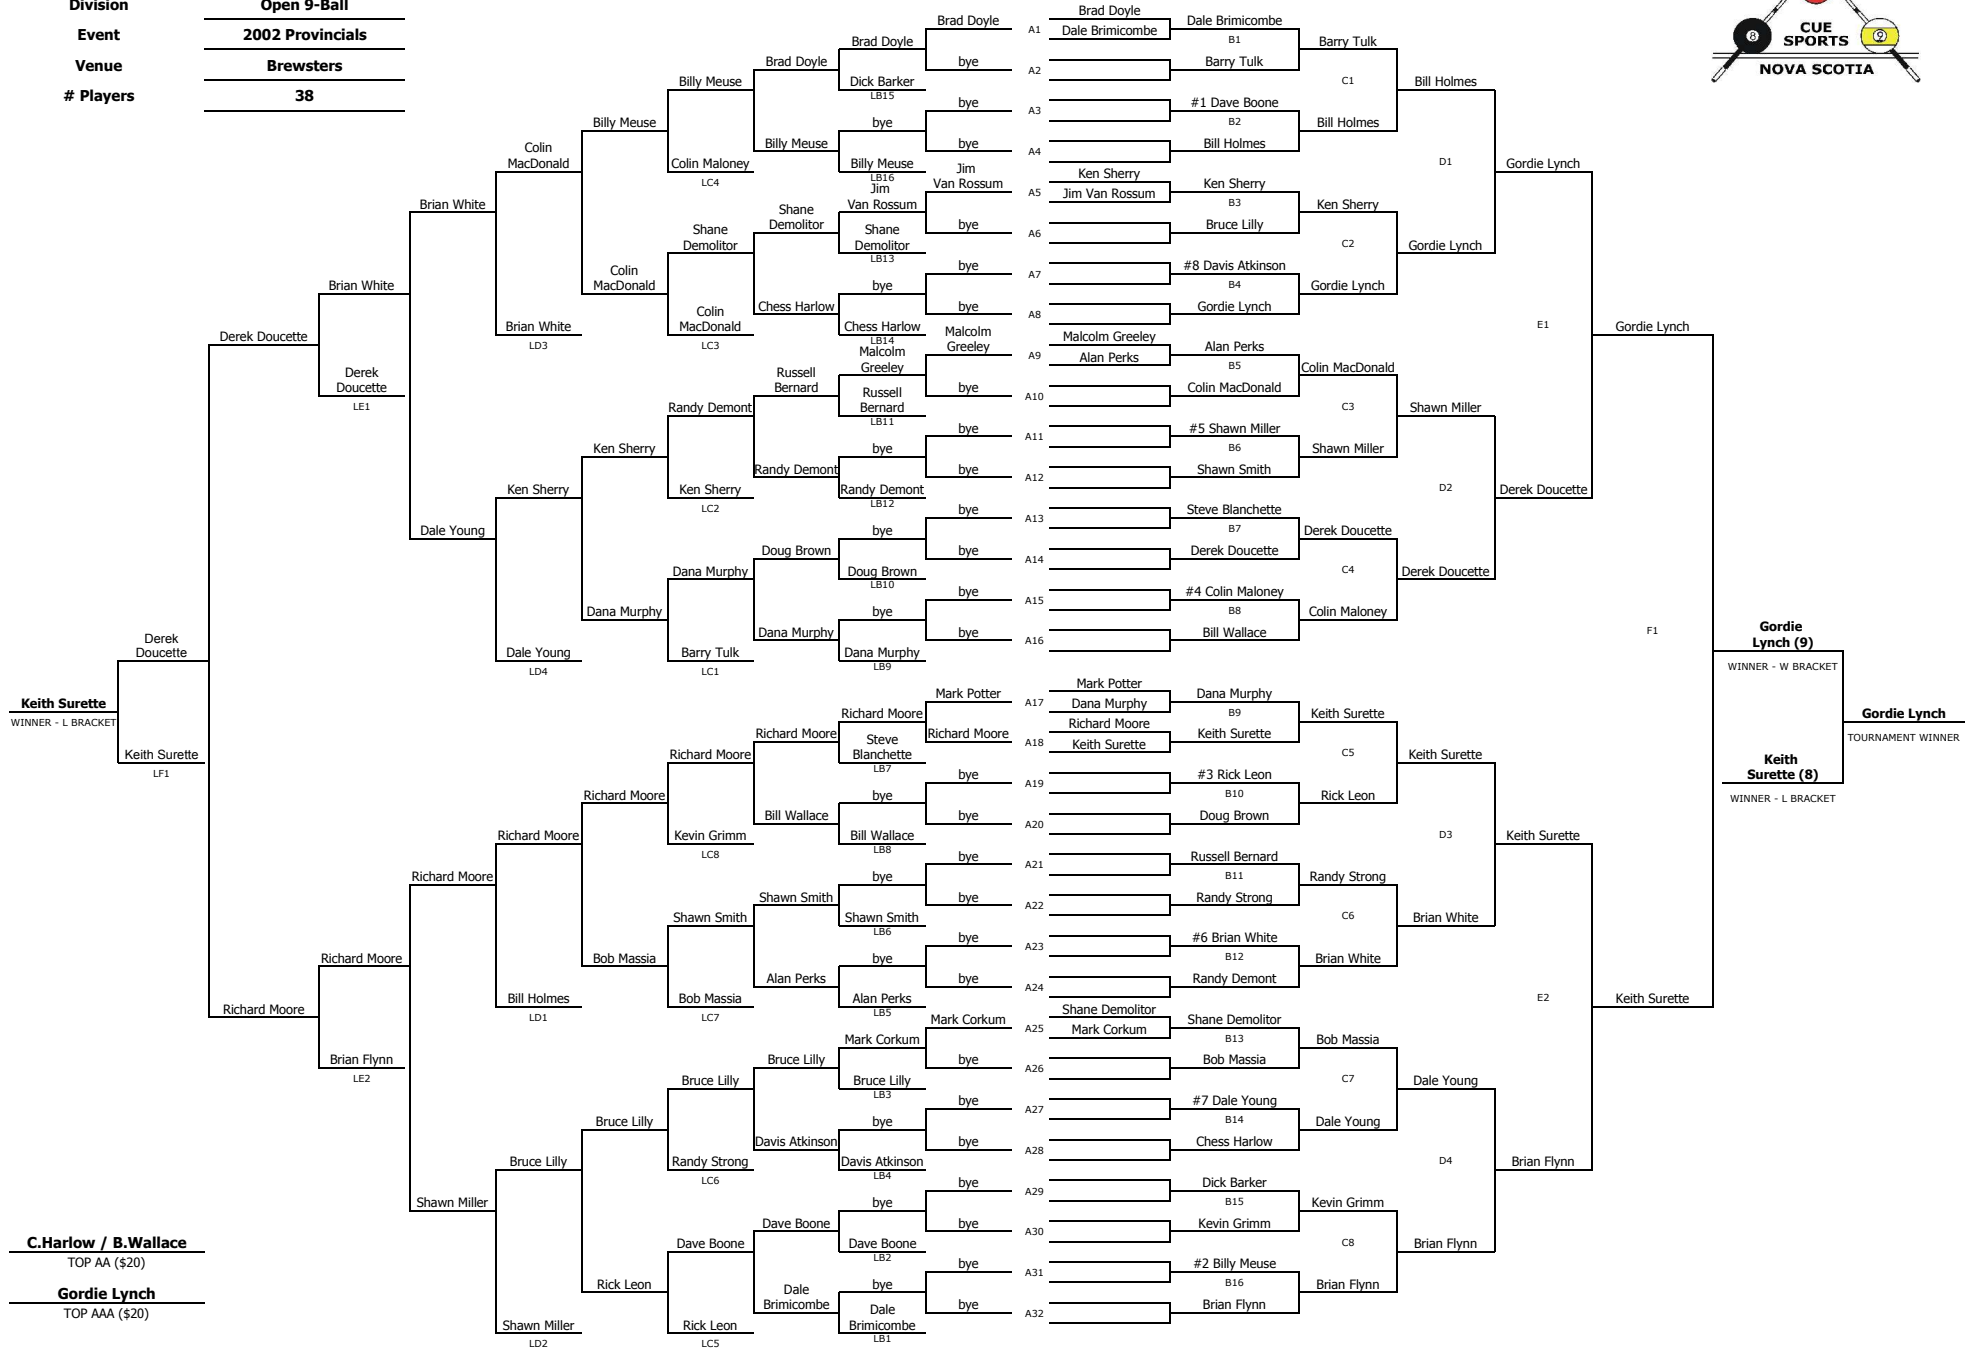 Division
Open 9-Ball
Event
2002 Provincials
Venue
Brewsters
# Players
38
8
9
CUE
SPORTS
NOVA SCOTIA
Keith Surette
WINNER - L BRACKET
Derek
Doucette
Keith Surette
LF1
Derek Doucette
Richard Moore
Brian White
Derek
Doucette
LE1
Richard Moore
Brian Flynn
LE2
Brian White
Dale Young
Richard Moore
Shawn Miller
Colin
MacDonald
Brian White
LD3
Ken Sherry
Dale Young
LD4
Richard Moore
Bill Holmes
LD1
Bruce Lilly
Shawn Miller
LD2
Billy Meuse
Colin
MacDonald
Ken Sherry
Dana Murphy
Richard Moore
Bob Massia
Bruce Lilly
Rick Leon
Billy Meuse
Colin Maloney
LC4
Shane
Demolitor
Colin
MacDonald
LC3
Randy Demont
Ken Sherry
LC2
Dana Murphy
Barry Tulk
LC1
Richard Moore
Kevin Grimm
LC8
Shawn Smith
Bob Massia
LC7
Bruce Lilly
Randy Strong
LC6
Dave Boone
Rick Leon
LC5
Brad Doyle
Billy Meuse
Shane
Demolitor
Chess Harlow
Russell
Bernard
Randy Demont
Doug Brown
Dana Murphy
Richard Moore
Bill Wallace
Shawn Smith
Alan Perks
Bruce Lilly
Davis Atkinson
Dave Boone
Dale
Brimicombe
Brad Doyle
Dick Barker
LB15
bye
Billy Meuse
LB16
Jim
Van Rossum
Shane
Demolitor
LB13
bye
Chess Harlow
LB14
Malcolm
Greeley
Russell
Bernard
LB11
bye
Randy Demont
LB12
bye
Doug Brown
LB10
bye
Dana Murphy
LB9
Richard Moore
Steve
Blanchette
LB7
bye
Bill Wallace
LB8
bye
Shawn Smith
LB6
bye
Alan Perks
LB5
Mark Corkum
Bruce Lilly
LB3
bye
Davis Atkinson
LB4
bye
Dave Boone
LB2
bye
Dale
Brimicombe
LB1
Brad Doyle
bye
bye
bye
Jim
Van Rossum
bye
bye
bye
Malcolm
Greeley
bye
bye
bye
bye
bye
bye
bye
Mark Potter
Richard Moore
bye
bye
bye
bye
bye
bye
Mark Corkum
bye
bye
bye
bye
bye
bye
bye
A1
A2
A3
A4
A5
A6
A7
A8
A9
A10
A11
A12
A13
A14
A15
A16
A17
A18
A19
A20
A21
A22
A23
A24
A25
A26
A27
A28
A29
A30
A31
A32
Brad Doyle
Dale Brimicombe
Ken Sherry
Jim Van Rossum
Malcolm Greeley
Alan Perks
Mark Potter
Dana Murphy
Richard Moore
Keith Surette
Shane Demolitor
Mark Corkum
Dale Brimicombe
B1
Barry Tulk
#1 Dave Boone
B2
Bill Holmes
Ken Sherry
B3
Bruce Lilly
#8 Davis Atkinson
B4
Gordie Lynch
Alan Perks
B5
Colin MacDonald
#5 Shawn Miller
B6
Shawn Smith
Steve Blanchette
B7
Derek Doucette
#4 Colin Maloney
B8
Bill Wallace
Dana Murphy
B9
Keith Surette
#3 Rick Leon
B10
Doug Brown
Russell Bernard
B11
Randy Strong
#6 Brian White
B12
Randy Demont
Shane Demolitor
B13
Bob Massia
#7 Dale Young
B14
Chess Harlow
Dick Barker
B15
Kevin Grimm
#2 Billy Meuse
B16
Brian Flynn
Barry Tulk
C1
Bill Holmes
Ken Sherry
C2
Gordie Lynch
Colin MacDonald
C3
Shawn Miller
Derek Doucette
C4
Colin Maloney
Keith Surette
C5
Rick Leon
Randy Strong
C6
Brian White
Bob Massia
C7
Dale Young
Kevin Grimm
C8
Brian Flynn
Bill Holmes
D1
Gordie Lynch
Shawn Miller
D2
Derek Doucette
Keith Surette
D3
Brian White
Dale Young
D4
Brian Flynn
Gordie Lynch
E1
Derek Doucette
Keith Surette
E2
Brian Flynn
Gordie Lynch
F1
Keith Surette
Gordie
Lynch (9)
WINNER - W BRACKET
Keith
Surette (8)
WINNER - L BRACKET
Gordie Lynch
TOURNAMENT WINNER
C.Harlow / B.Wallace
TOP AA ($20)
Gordie Lynch
TOP AAA ($20)